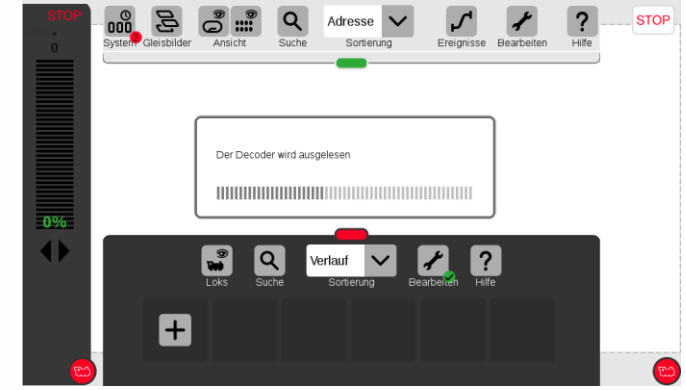 STOP
0
0%
System
2
Gleisbilder
Ansicht
Suche
Adresse
Sortierung
Ereignisse
Bearbeiten
?
Hilfe
STOP
Der Decoder wird ausgelesen
Loks
Suche
Verlauf
Sortierung
Bearbeiten
?
Hilfe